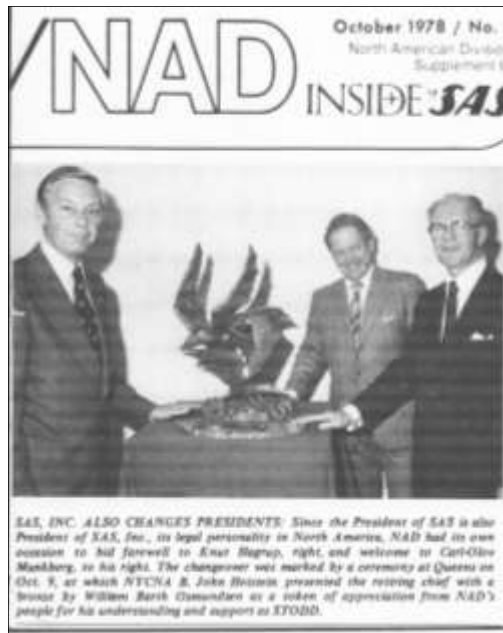 /NAD
October 1978 / No.
North American Divisio
Supplement
INSIDE SAS
SAS, INC. ALSO CHANGES PRESIDENTS: Since the President of SAS is also
President of SAS, Inc., its legal personality in North America, NAD had its own
occasion to bid farewell to Knut Hagrup, right, and welcome to Carl-Olov
Munkberg, to his right. The changeover was marked by a ceremony at Queens on
Oct. 9, at which NYCNA B. John Heistein presented the retiring chief with a
bronze by William Barth Osmundsen as a token of appreciation from NAD's
people for his understanding and support as STODD.